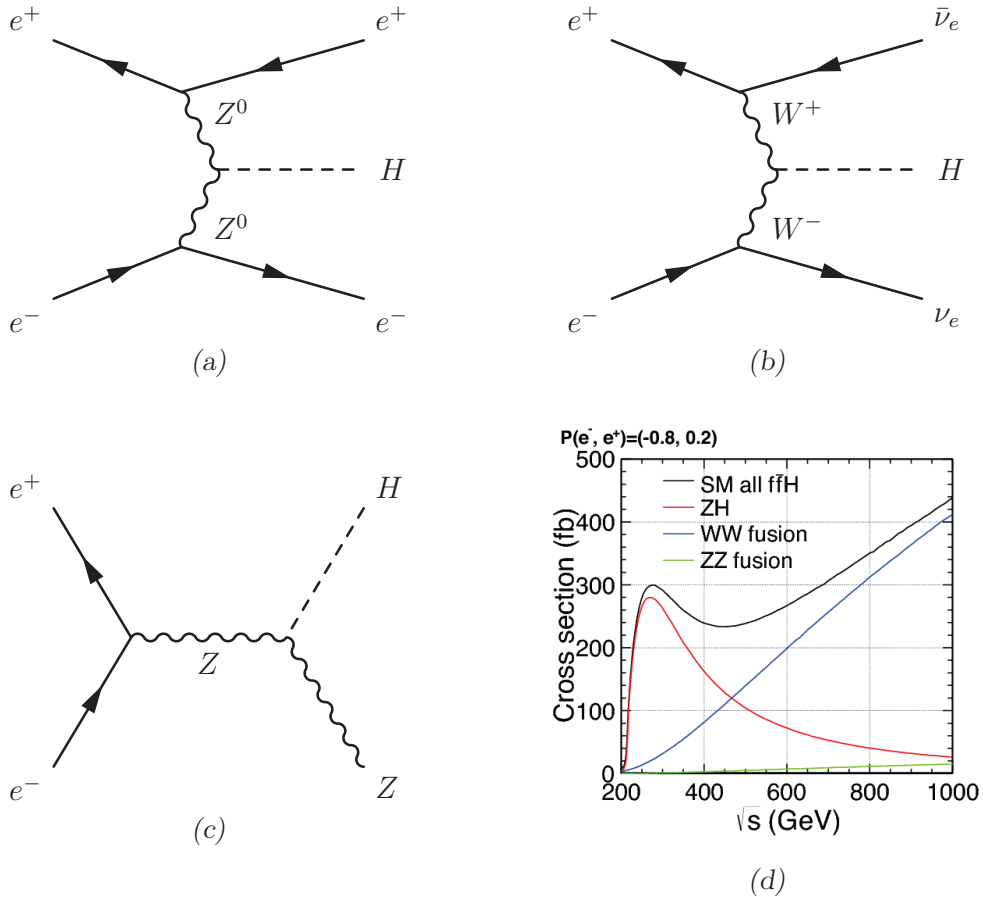 e⁺ e⁺
Z⁰
H
Z⁰
e⁻ e⁻
(a)
e⁺ ν̄ₑ
W⁺
H
W⁻
e⁻ νₑ
(b)
e⁺ H
Z
e⁻ Z
(c)
P(e⁻, e⁺)=(-0.8, 0.2)
Cross section (fb)
500
400
300
200
100
0
SM all ff̄H
ZH
WW fusion
ZZ fusion
200 400 600 800 1000
√s (GeV)
(d)